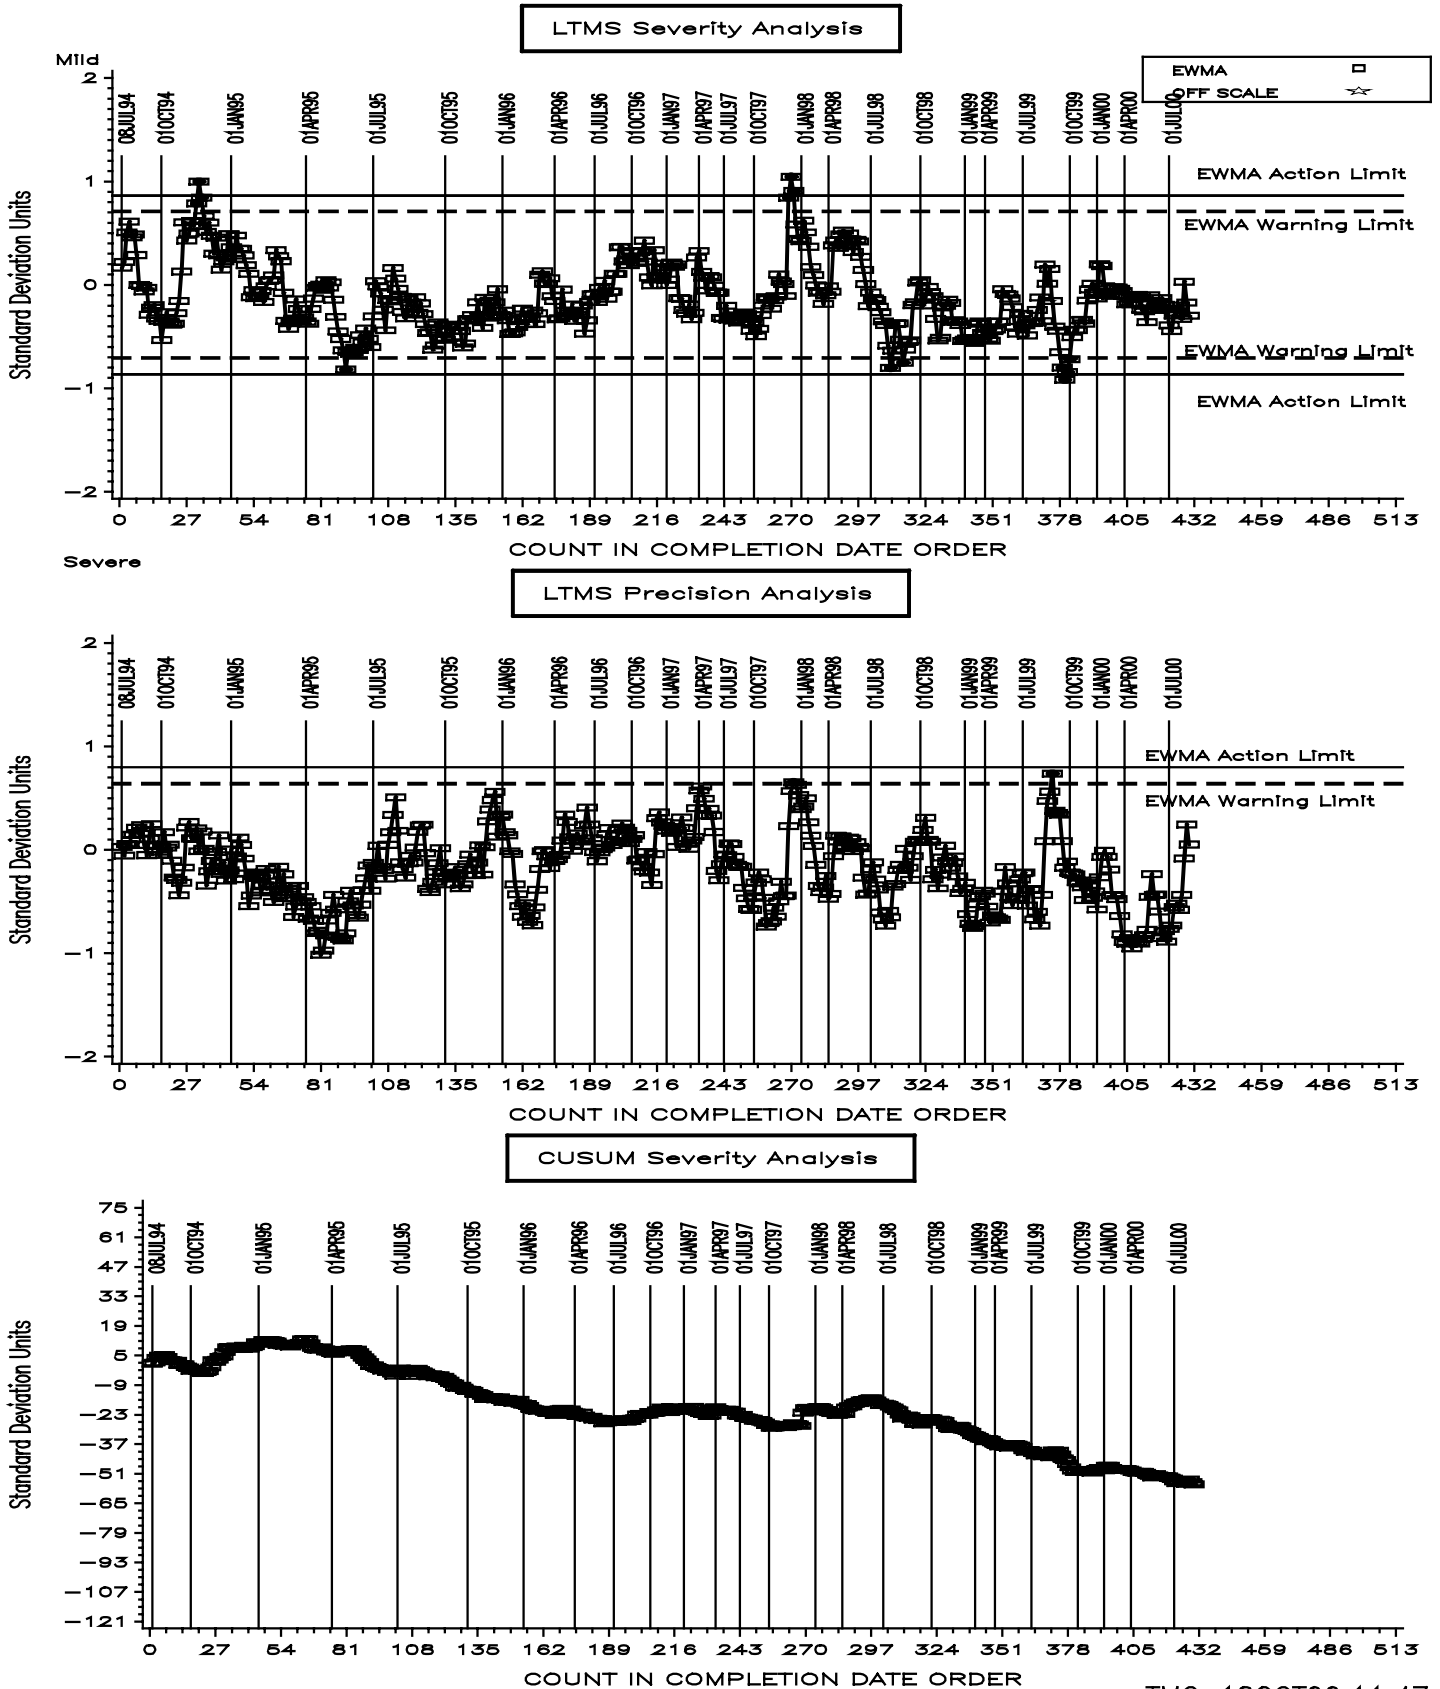 LTMS Severity Analysis
Mild
EWMA
OFF SCALE
2
08JUL94 01OCT94 01JAN95 01APR95 01JUL95 01OCT95 01JAN96 01APR96 01JUL96 01OCT96 01JAN97 01APR97 01JUL97 01OCT97 01JAN98 01APR98 01JUL98 01OCT98 01JAN99 01APR99 01JUL99 01OCT99 01JAN00 01APR00 01JUL00
EWMA Action Limit
1
EWMA Warning Limit
Standard Deviation Units
0
EWMA Warning Limit
-1
EWMA Action Limit
-2
0 27 54 81 108 135 162 189 216 243 270 297 324 351 378 405 432 459 486 513
COUNT IN COMPLETION DATE ORDER
Severe
LTMS Precision Analysis
2
08JUL94 01OCT94 01JAN95 01APR95 01JUL95 01OCT95 01JAN96 01APR96 01JUL96 01OCT96 01JAN97 01APR97 01JUL97 01OCT97 01JAN98 01APR98 01JUL98 01OCT98 01JAN99 01APR99 01JUL99 01OCT99 01JAN00 01APR00 01JUL00
1
EWMA Action Limit
EWMA Warning Limit
Standard Deviation Units
0
-1
-2
0 27 54 81 108 135 162 189 216 243 270 297 324 351 378 405 432 459 486 513
COUNT IN COMPLETION DATE ORDER
CUSUM Severity Analysis
75
08JUL94 01OCT94 01JAN95 01APR95 01JUL95 01OCT95 01JAN96 01APR96 01JUL96 01OCT96 01JAN97 01APR97 01JUL97 01OCT97 01JAN98 01APR98 01JUL98 01OCT98 01JAN99 01APR99 01JUL99 01OCT99 01JAN00 01APR00 01JUL00
61
47
33
19
5
-9
-23
-37
-51
-65
-79
-93
-107
-121
Standard Deviation Units
0 27 54 81 108 135 162 189 216 243 270 297 324 351 378 405 432 459 486 513
COUNT IN COMPLETION DATE ORDER